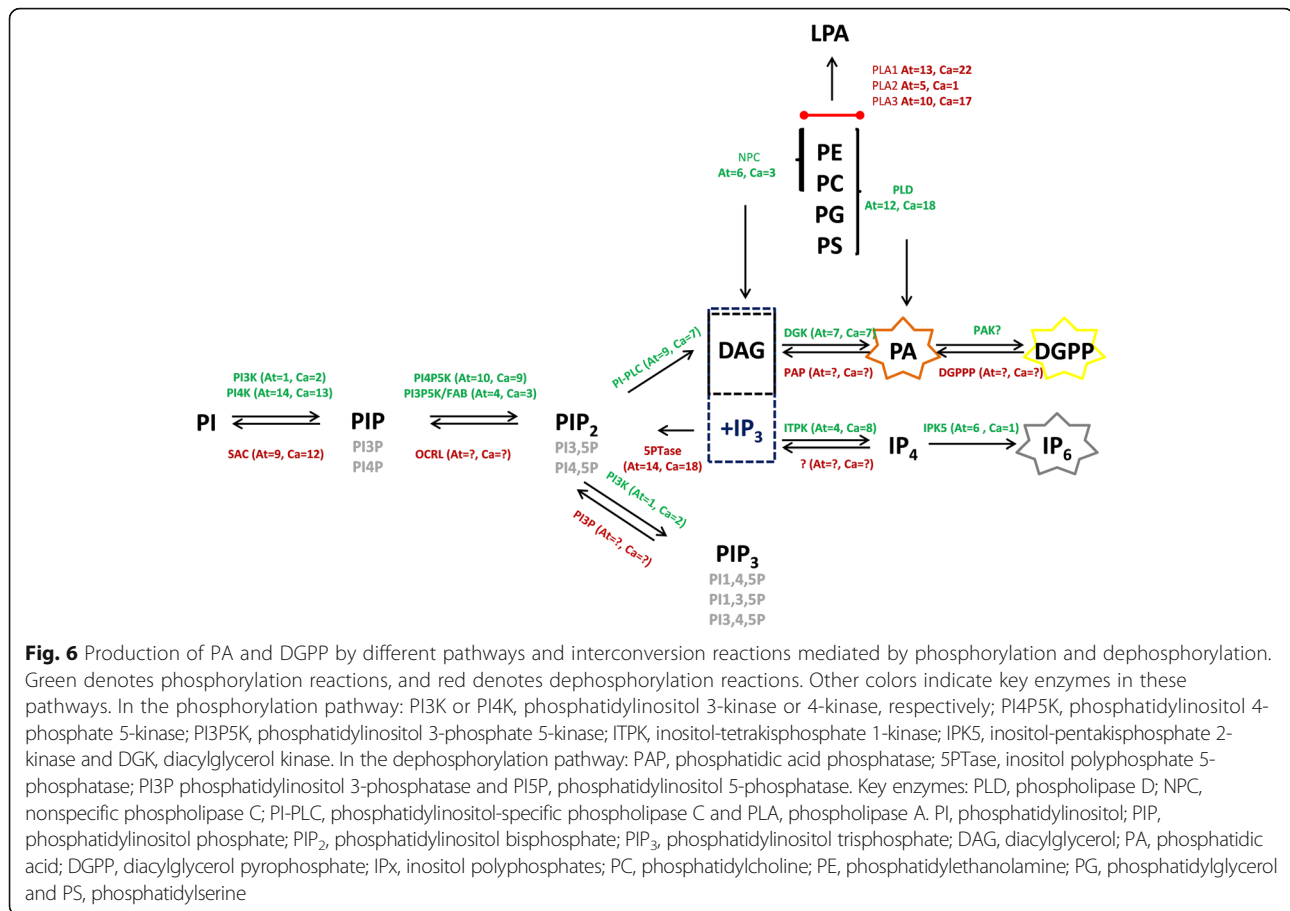 LPA
PLA1 At=13, Ca=22
PLA2 At=5, Ca=1
PLA3 At=10, Ca=17
NPC
At=6, Ca=3
PE
PC
PG
PS
PLD
At=12, Ca=18
PI-PLC (At=9, Ca=7)
DAG
DGK (At=7, Ca=7)
PAP (At=?, Ca=?)
PA
PAK?
DGPPP (At=?, Ca=?)
DGPP
PI
PI3K (At=1, Ca=2)
PI4K (At=14, Ca=13)
SAC (At=9, Ca=12)
PIP
PI3P
PI4P
PI4P5K (At=10, Ca=9)
PI3P5K/FAB (At=4, Ca=3)
OCRL (At=?, Ca=?)
PIP2
PI3,5P
PI4,5P
5PTase
(At=14, Ca=18)
+IP3
ITPK (At=4, Ca=8)
? (At=?, Ca=?)
IP4
IPK5 (At=6 , Ca=1)
IP6
PI3K (At=1, Ca=2)
PI3P (At=?, Ca=?)
PIP3
PI1,4,5P
PI1,3,5P
PI3,4,5P
Fig. 6 Production of PA and DGPP by different pathways and interconversion reactions mediated by phosphorylation and dephosphorylation.
Green denotes phosphorylation reactions, and red denotes dephosphorylation reactions. Other colors indicate key enzymes in these
pathways. In the phosphorylation pathway: PI3K or PI4K, phosphatidylinositol 3-kinase or 4-kinase, respectively; PI4P5K, phosphatidylinositol 4-
phosphate 5-kinase; PI3P5K, phosphatidylinositol 3-phosphate 5-kinase; ITPK, inositol-tetrakisphosphate 1-kinase; IPK5, inositol-pentakisphosphate 2-
kinase and DGK, diacylglycerol kinase. In the dephosphorylation pathway: PAP, phosphatidic acid phosphatase; 5PTase, inositol polyphosphate 5-
phosphatase; PI3P phosphatidylinositol 3-phosphatase and PI5P, phosphatidylinositol 5-phosphatase. Key enzymes: PLD, phospholipase D; NPC,
nonspecific phospholipase C; PI-PLC, phosphatidylinositol-specific phospholipase C and PLA, phospholipase A. PI, phosphatidylinositol; PIP,
phosphatidylinositol phosphate; PIP2, phosphatidylinositol bisphosphate; PIP3, phosphatidylinositol trisphosphate; DAG, diacylglycerol; PA, phosphatidic
acid; DGPP, diacylglycerol pyrophosphate; IPx, inositol polyphosphates; PC, phosphatidylcholine; PE, phosphatidylethanolamine; PG, phosphatidylglycerol
and PS, phosphatidylserine